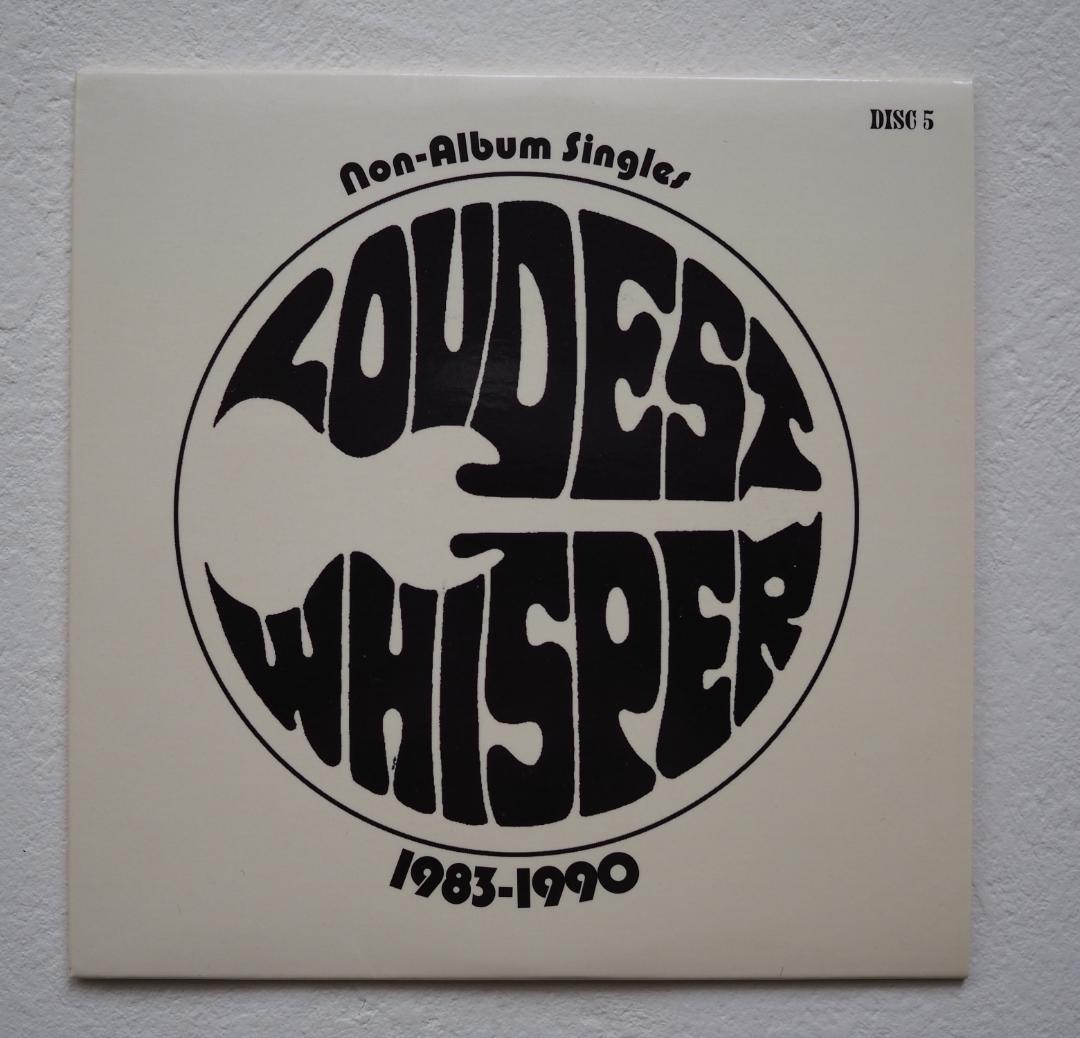 DISC 5
Non-Album Singles
LOUDEST
WHISPER
1983-1990